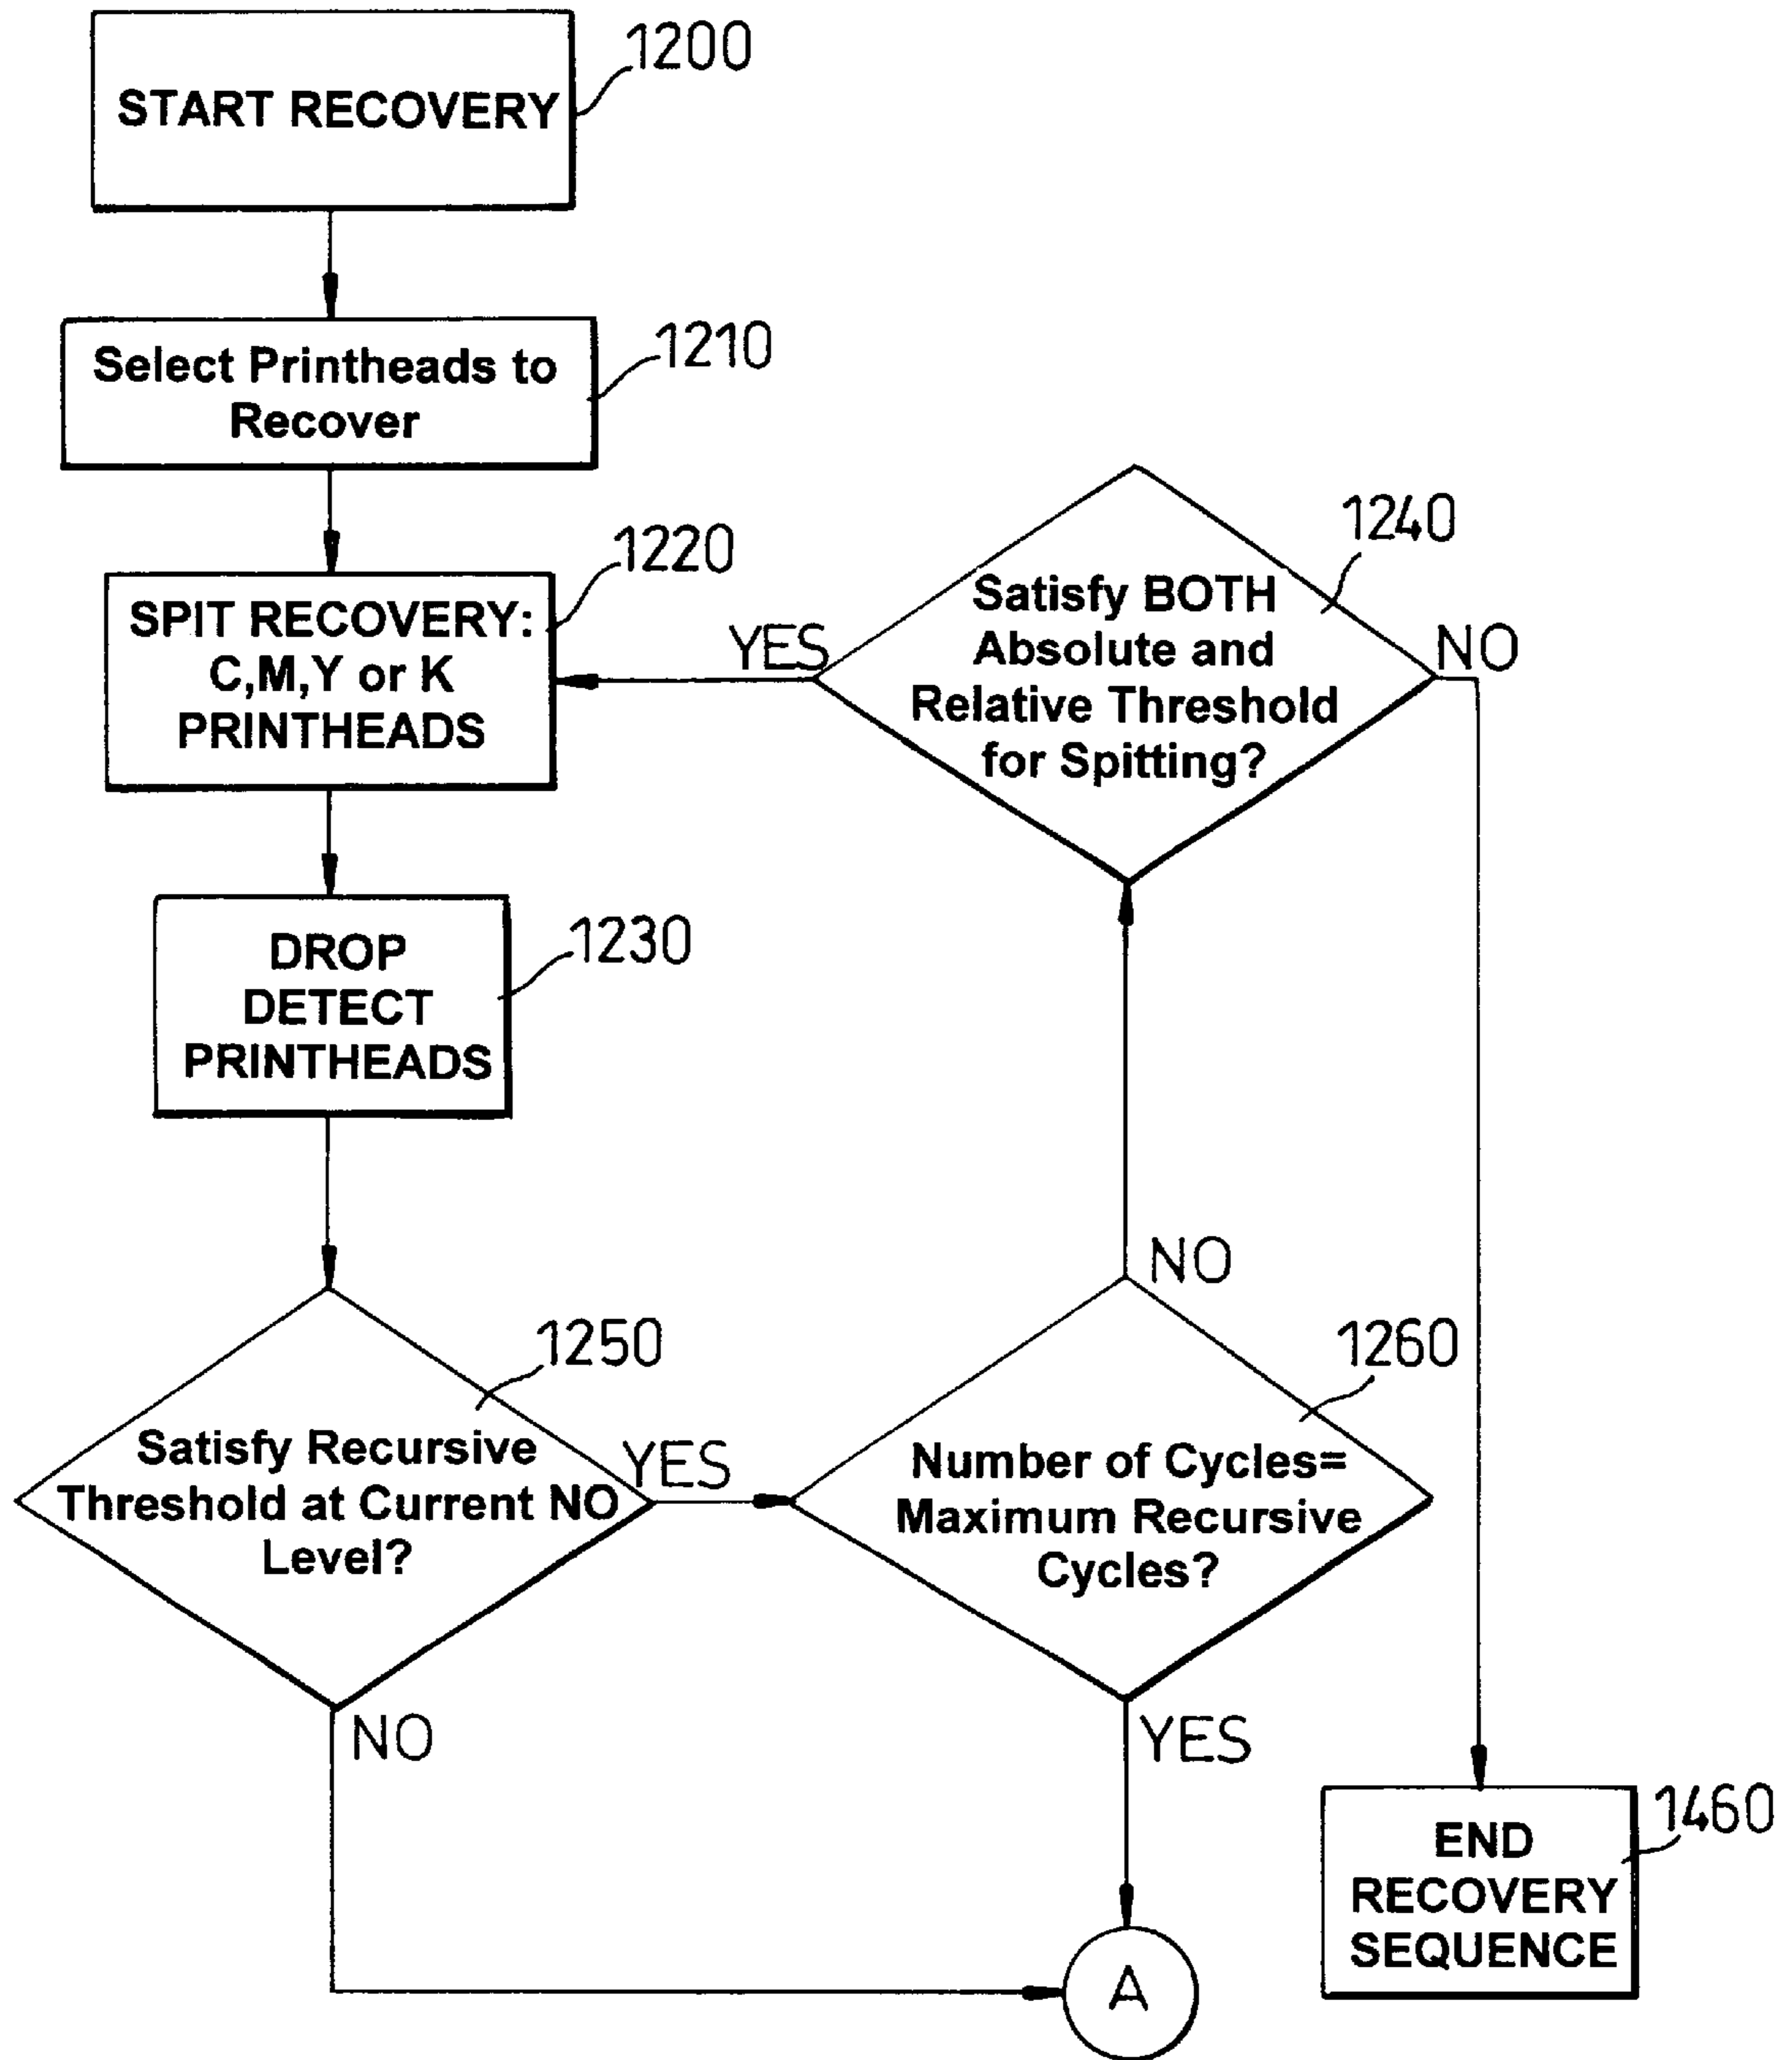 START RECOVERY
1200
Select Printheads to
Recover
1210
SPIT RECOVERY:
C,M,Y or K
PRINTHEADS
1220
Satisfy BOTH
Absolute and
Relative Threshold
for Spitting?
1240
YES
NO
DROP
DETECT
PRINTHEADS
1230
Satisfy Recursive
Threshold at Current NO
Level?
1250
YES
NO
Number of Cycles=
Maximum Recursive
Cycles?
1260
NO
YES
END
RECOVERY
SEQUENCE
1460
A